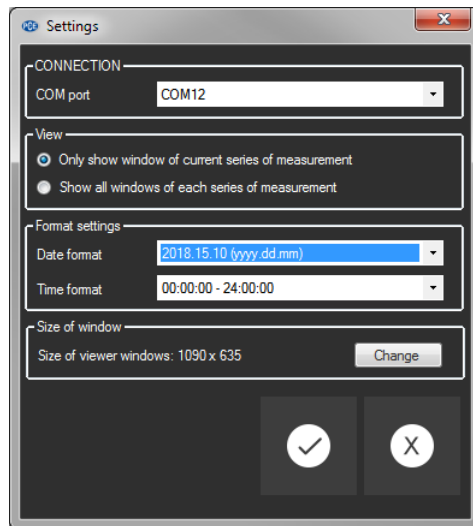 PCE Settings X
CONNECTION
COM port COM12
View
Only show window of current series of measurement
Show all windows of each series of measurement
Format settings
Date format 2018.15.10 (yyyy.dd.mm)
Time format 00:00:00 - 24:00:00
Size of window
Size of viewer windows: 1090 x 635 Change
X